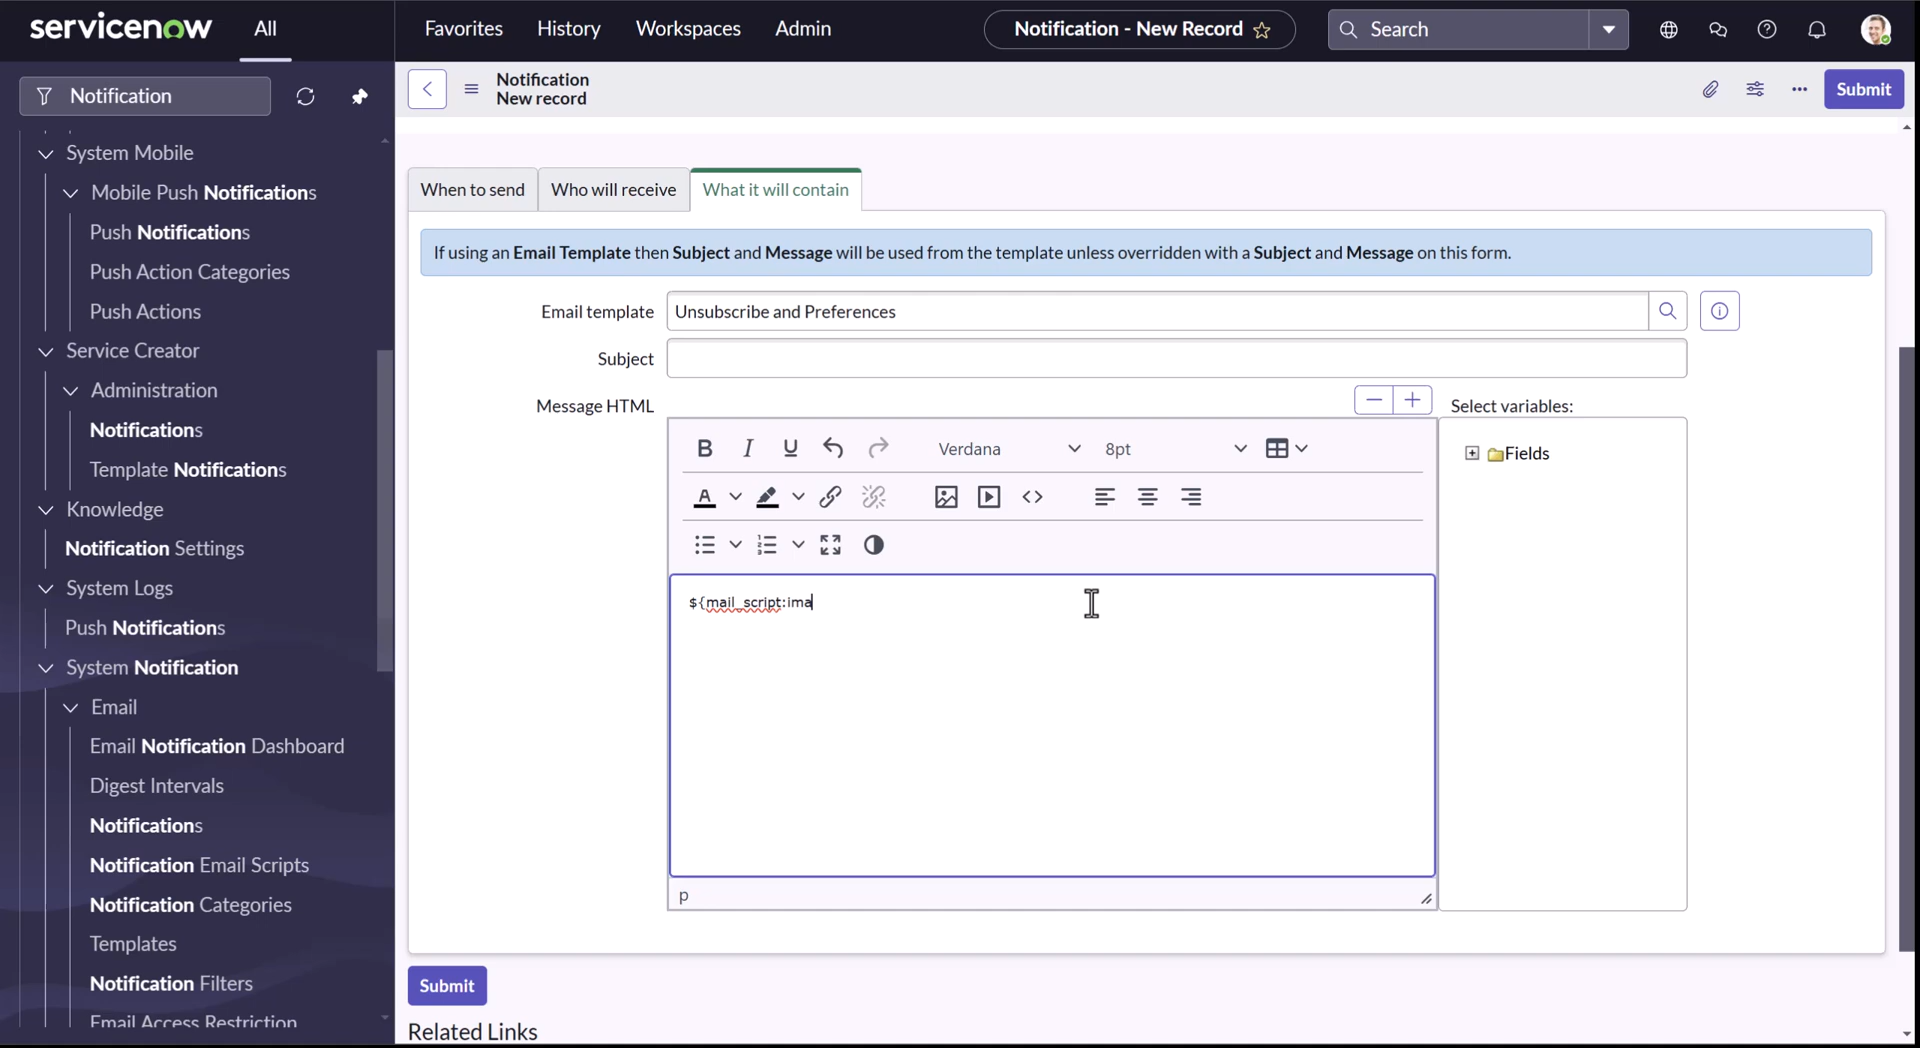 servicenow
All
Favorites
History
Workspaces
Admin
Notification - New Record
Search
Notification
Notification
New record
Submit
System Mobile
Mobile Push Notifications
Push Notifications
Push Action Categories
Push Actions
Service Creator
Administration
Notifications
Template Notifications
Knowledge
Notification Settings
System Logs
Push Notifications
System Notification
Email
Email Notification Dashboard
Digest Intervals
Notifications
Notification Email Scripts
Notification Categories
Templates
Notification Filters
Email Access Restriction
When to send
Who will receive
What it will contain
If using an Email Template then Subject and Message will be used from the template unless overridden with a Subject and Message on this form.
Email template
Unsubscribe and Preferences
Subject
Message HTML
Select variables:
B I U
Verdana
8pt
Fields
A
${mail_script:ima
p
Submit
Related Links